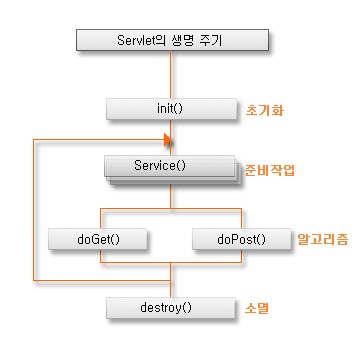 Servlet의 생명 주기
init()
초기화
Service()
준비작업
doGet()
doPost()
알고리즘
destroy()
소멸